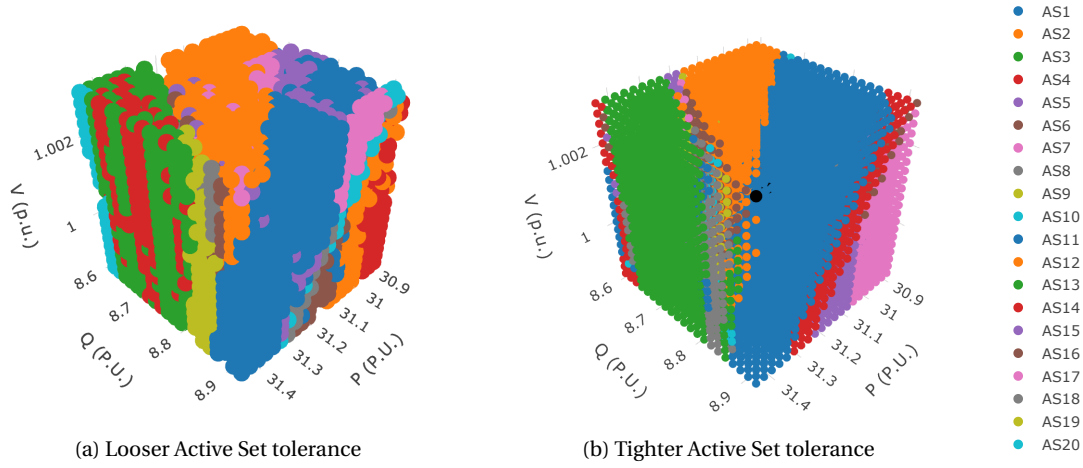 1.002
1
V (p.u.)
8.6
8.7
8.8
8.9
Q (P.U.)
30.9
31
31.1
31.2
31.3
31.4
P (P.U.)
(a) Looser Active Set tolerance
1.002
1
V (p.u.)
8.6
8.7
8.8
8.9
Q (P.U.)
30.9
31
31.1
31.2
31.3
31.4
P (P.U.)
(b) Tighter Active Set tolerance
AS1
AS2
AS3
AS4
AS5
AS6
AS7
AS8
AS9
AS10
AS11
AS12
AS13
AS14
AS15
AS16
AS17
AS18
AS19
AS20